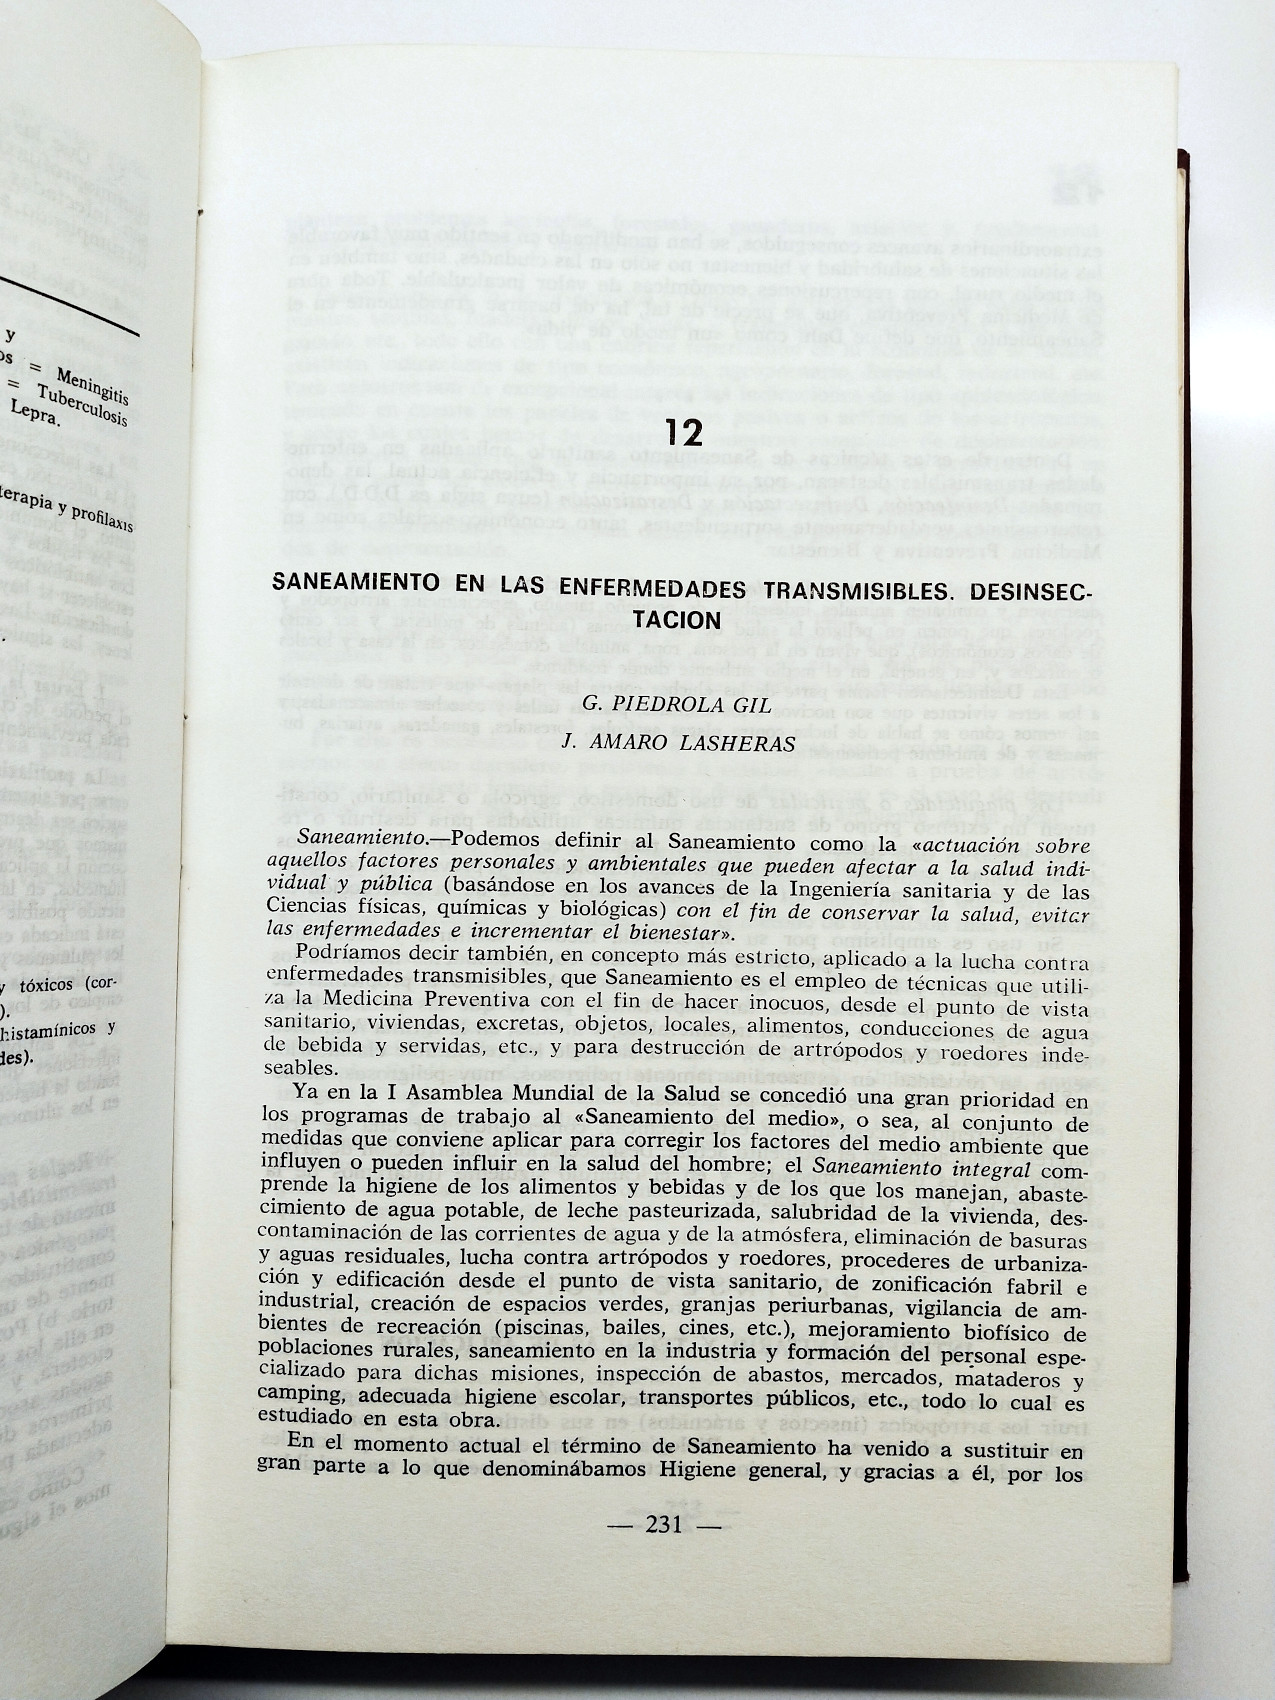 y
os = Meningitis
= Tuberculosis
Lepra.
terapia y profilaxis
y tóxicos (cor-
).
histamínicos y
des).
12
SANEAMIENTO EN LAS ENFERMEDADES TRANSMISIBLES. DESINSEC-
TACION
G. PIEDROLA GIL
J. AMARO LASHERAS
Saneamiento.—Podemos definir al Saneamiento como la «actuación sobre
aquellos factores personales y ambientales que pueden afectar a la salud indi-
vidual y pública (basándose en los avances de la Ingeniería sanitaria y de las
Ciencias físicas, químicas y biológicas) con el fin de conservar la salud, evitar
las enfermedades e incrementar el bienestar».
Podríamos decir también, en concepto más estricto, aplicado a la lucha contra
enfermedades transmisibles, que Saneamiento es el empleo de técnicas que utili-
za la Medicina Preventiva con el fin de hacer inocuos, desde el punto de vista
sanitario, viviendas, excretas, objetos, locales, alimentos, conducciones de agua
de bebida y servidas, etc., y para destrucción de artrópodos y roedores inde-
seables.
Ya en la I Asamblea Mundial de la Salud se concedió una gran prioridad en
los programas de trabajo al «Saneamiento del medio», o sea, al conjunto de
medidas que conviene aplicar para corregir los factores del medio ambiente que
influyen o pueden influir en la salud del hombre; el Saneamiento integral com-
prende la higiene de los alimentos y bebidas y de los que los manejan, abaste-
cimiento de agua potable, de leche pasteurizada, salubridad de la vivienda, des-
contaminación de las corrientes de agua y de la atmósfera, eliminación de basuras
y aguas residuales, lucha contra artrópodos y roedores, procederes de urbaniza-
ción y edificación desde el punto de vista sanitario, de zonificación fabril e
industrial, creación de espacios verdes, granjas periurbanas, vigilancia de am-
bientes de recreación (piscinas, bailes, cines, etc.), mejoramiento biofísico de
poblaciones rurales, saneamiento en la industria y formación del personal espe-
cializado para dichas misiones, inspección de abastos, mercados, mataderos y
camping, adecuada higiene escolar, transportes públicos, etc., todo lo cual es
estudiado en esta obra.
En el momento actual el término de Saneamiento ha venido a sustituir en
gran parte a lo que denominábamos Higiene general, y gracias a él, por los
— 231 —